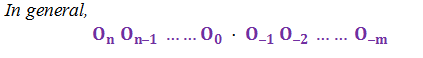 In general,
Oₙ Oₙ₋₁ ... ... O₀ · O₋₁ O₋₂ ... ... O₋ₘ